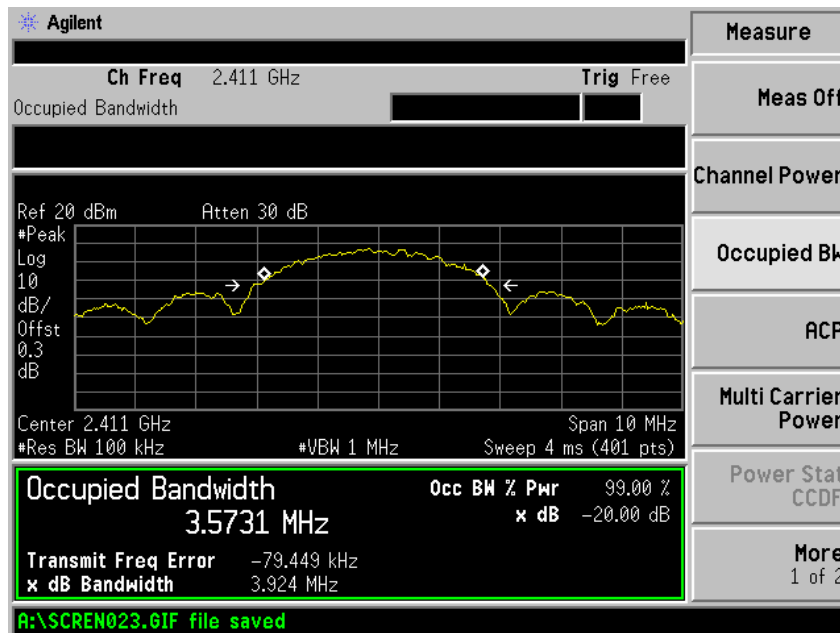 Agilent
Measure
Ch Freq 2.411 GHz Trig Free
Occupied Bandwidth
Meas Off
Channel Power
Occupied BW
ACP
Multi Carrier
Power
Power Stat
CCDF
More
1 of 2
Ref 20 dBm Atten 30 dB
#Peak
Log
10
dB/
Offst
0.3
dB
Center 2.411 GHz Span 10 MHz
#Res BW 100 kHz #VBW 1 MHz Sweep 4 ms (401 pts)
Occupied Bandwidth Occ BW % Pwr 99.00 %
3.5731 MHz x dB -20.00 dB
Transmit Freq Error -79.449 kHz
x dB Bandwidth 3.924 MHz
A:\SCREN023.GIF file saved